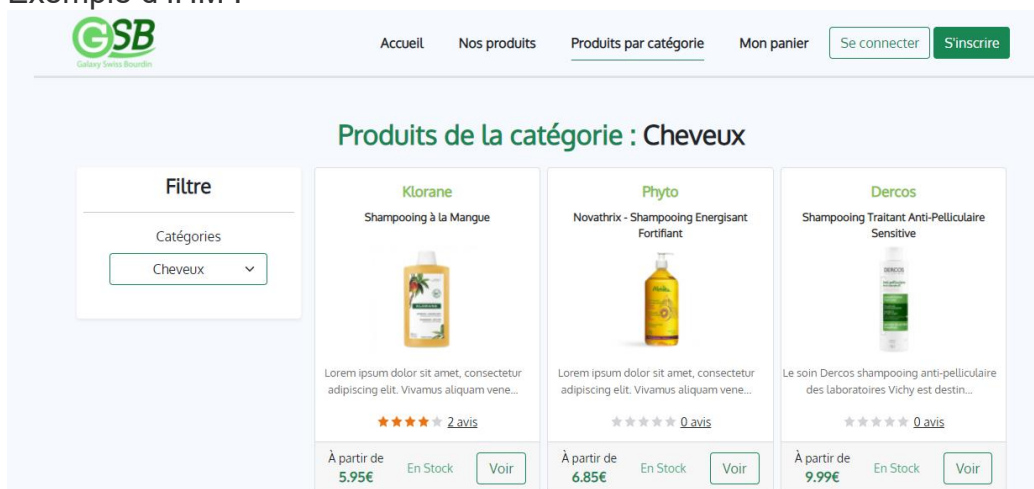 Exemple d'IHM :
GSB
Galaxy Swiss Bourdin
Accueil
Nos produits
Produits par catégorie
Mon panier
Se connecter
S'inscrire
Produits de la catégorie : Cheveux
Filtre
Catégories
Cheveux
Klorane
Shampooing à la Mangue
KLORANE
Lorem ipsum dolor sit amet, consectetur
adipiscing elit. Vivamus aliquam vene...
2 avis
À partir de
5.95€
En Stock
Voir
Phyto
Novathrix - Shampooing Energisant
Fortifiant
Lorem ipsum dolor sit amet, consectetur
adipiscing elit. Vivamus aliquam vene...
0 avis
À partir de
6.85€
En Stock
Voir
Dercos
Shampooing Traitant Anti-Pelliculaire
Sensitive
DERCOS
Le soin Dercos shampooing anti-pelliculaire
des laboratoires Vichy est destin...
0 avis
À partir de
9.99€
En Stock
Voir